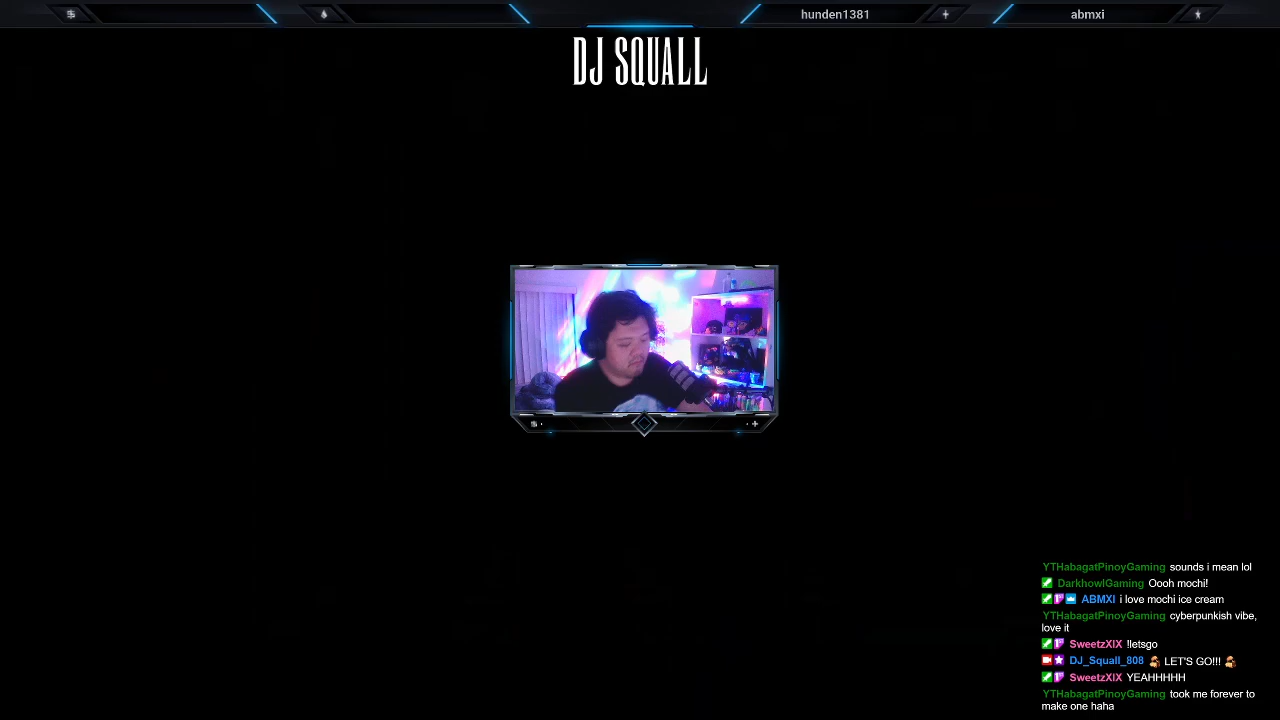 hunden1381
abmxi
DJ SQUALL
YTHabagatPinoyGaming sounds i mean lol
DarkhowlGaming Oooh mochi!
ABMXI i love mochi ice cream
YTHabagatPinoyGaming cyberpunkish vibe,
love it
SweetzXIX !letsgo
DJ_Squall_808 LET'S GO!!!
SweetzXIX YEAHHHHH
YTHabagatPinoyGaming took me forever to
make one haha